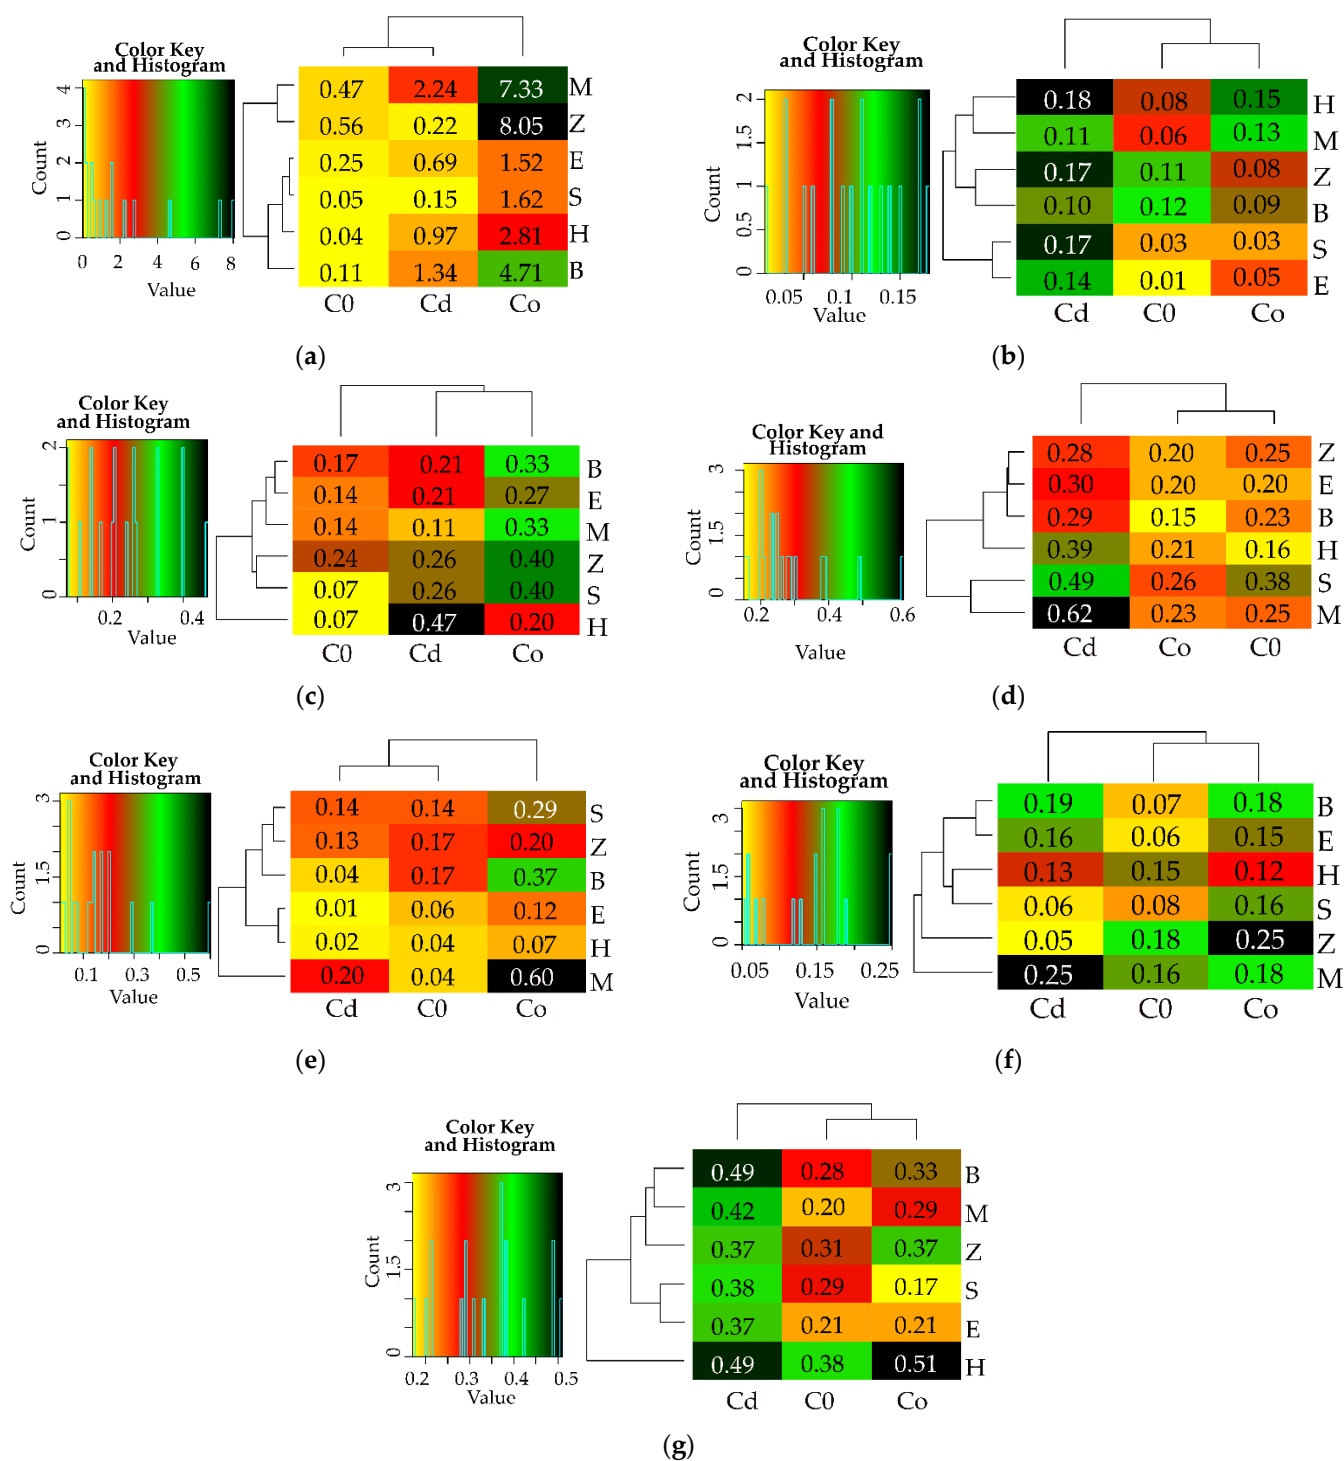 Color Key
and Histogram
4
3
2
1
0
Count
0 2 4 6 8
Value
0.47 2.24 7.33 M
0.56 0.22 8.05 Z
0.25 0.69 1.52 E
0.05 0.15 1.62 S
0.04 0.97 2.81 H
0.11 1.34 4.71 B
C0 Cd Co
(a)
Color Key
and Histogram
2
1.5
1
0.5
0
Count
0.05 0.1 0.15
Value
0.18 0.08 0.15 H
0.11 0.06 0.13 M
0.17 0.11 0.08 Z
0.10 0.12 0.09 B
0.17 0.03 0.03 S
0.14 0.01 0.05 E
Cd C0 Co
(b)
Color Key
and Histogram
2
1
0
Count
0.2 0.4
Value
0.17 0.21 0.33 B
0.14 0.21 0.27 E
0.14 0.11 0.33 M
0.24 0.26 0.40 Z
0.07 0.26 0.40 S
0.07 0.47 0.20 H
C0 Cd Co
(c)
Color Key and
Histogram
3
1.5
0
Count
0.2 0.4 0.6
Value
0.28 0.20 0.25 Z
0.30 0.20 0.20 E
0.29 0.15 0.23 B
0.39 0.21 0.16 H
0.49 0.26 0.38 S
0.62 0.23 0.25 M
Cd Co C0
(d)
Color Key
and Histogram
3
1.5
0
Count
0.1 0.3 0.5
Value
0.14 0.14 0.29 S
0.13 0.17 0.20 Z
0.04 0.17 0.37 B
0.01 0.06 0.12 E
0.02 0.04 0.07 H
0.20 0.04 0.60 M
Cd C0 Co
(e)
Color Key
and Histogram
3
1.5
0
Count
0.05 0.15 0.25
Value
0.19 0.07 0.18 B
0.16 0.06 0.15 E
0.13 0.15 0.12 H
0.06 0.08 0.16 S
0.05 0.18 0.25 Z
0.25 0.16 0.18 M
Cd C0 Co
(f)
Color Key
and Histogram
3
1.5
0
Count
0.2 0.3 0.4 0.5
Value
0.49 0.28 0.33 B
0.42 0.20 0.29 M
0.37 0.31 0.37 Z
0.38 0.29 0.17 S
0.37 0.21 0.21 E
0.49 0.38 0.51 H
Cd C0 Co
(g)